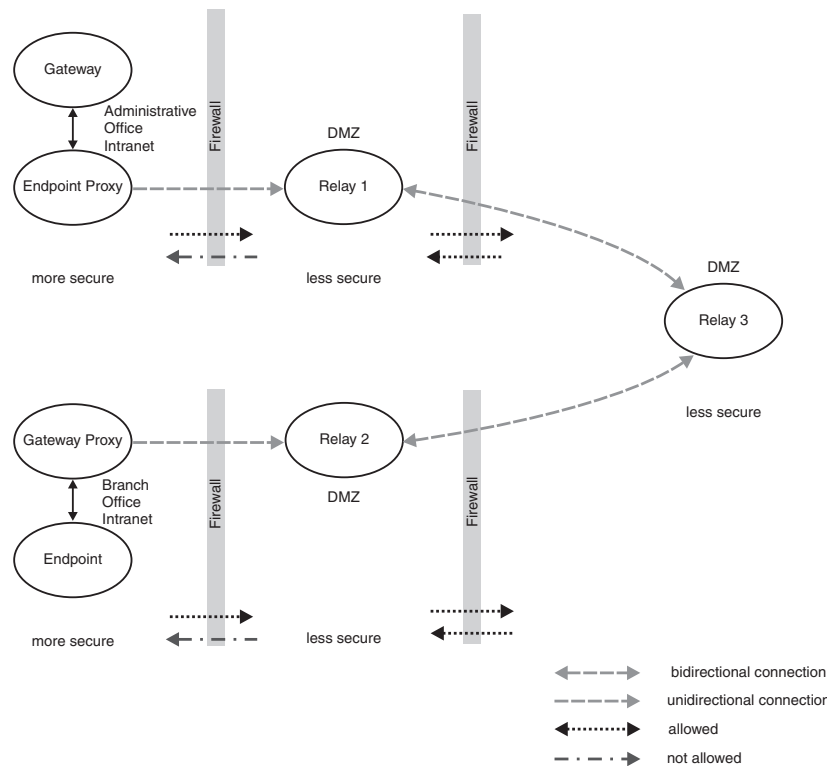 Gateway
Administrative
Office
Intranet
Firewall
Firewall
DMZ
Endpoint Proxy
Relay 1
more secure
less secure
DMZ
Relay 3
less secure
Gateway Proxy
Relay 2
Branch
Office
Intranet
Firewall
Firewall
DMZ
Endpoint
more secure
less secure
bidirectional connection
unidirectional connection
allowed
not allowed